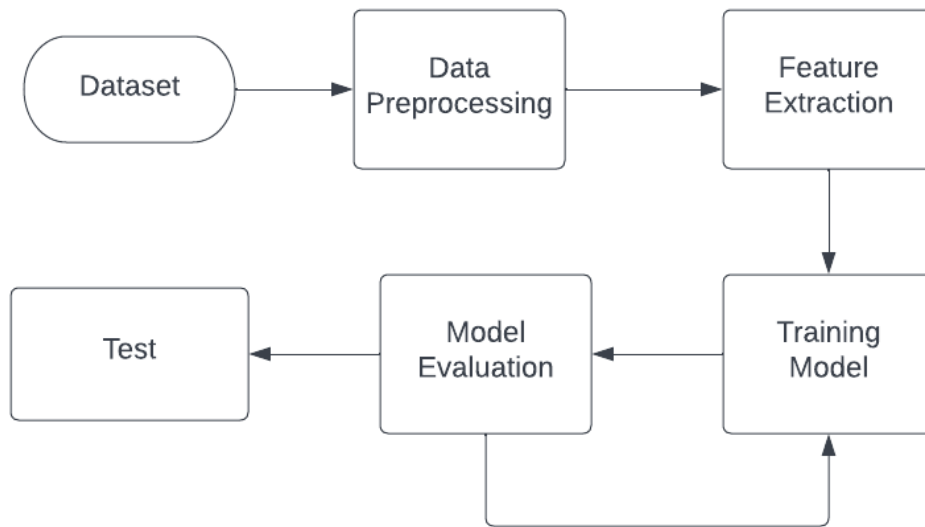 Dataset
Data
Preprocessing
Feature
Extraction
Training
Model
Model
Evaluation
Test